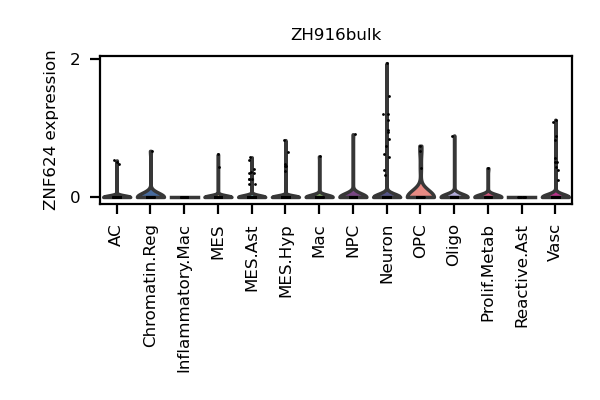 ZH916bulk
ZNF624 expression
2
0
AC
Chromatin.Reg
Inflammatory.Mac
MES
MES.Ast
MES.Hyp
Mac
NPC
Neuron
OPC
Oligo
Prolif.Metab
Reactive.Ast
Vasc